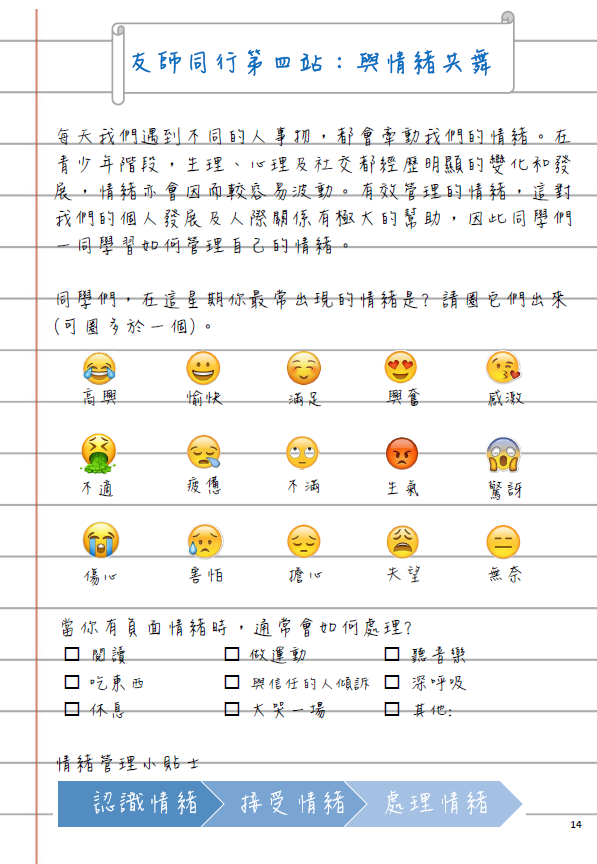 友師同行第四站：與情緒共舞
每天我們遇到不同的人事物，都會牽動我們的情緒。在
青少年階段，生理、心理及社交都經歷明顯的變化和發
展，情緒亦會因而較容易波動。有效管理的情緒，這對
我們的個人發展及人際關係有極大的幫助，因此同學們
一同學習如何管理自己的情緒。
同學們，在這星期你最常出現的情緒是? 請圈它們出來
(可圈多於一個)。
高興 愉快 滿足 興奮 感激
不適 疲憊 不滿 生氣 驚訝
傷心 害怕 擔心 失望 無奈
當你有負面情緒時，通常會如何處理?
閱讀 做運動 聽音樂
吃東西 與信任的人傾訴 深呼吸
休息 大哭一場 其他:
情緒管理小貼士
認識情緒 接受情緒 處理情緒
14